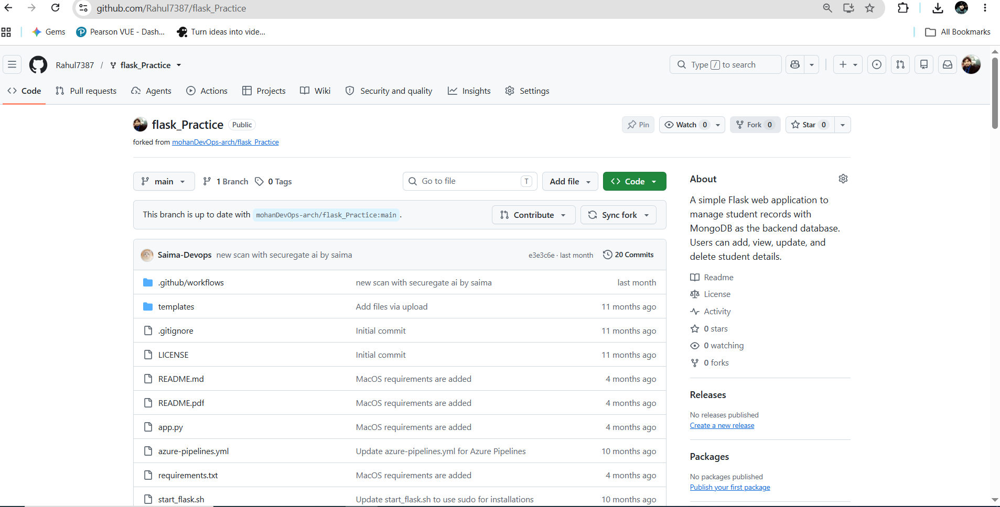 github.com/Rahul7387/flask_Practice
Gems
Pearson VUE - Dash...
Turn ideas into vide...
All Bookmarks
Rahul7387 / flask_Practice
Type / to search
Code
Pull requests
Agents
Actions
Projects
Wiki
Security and quality
Insights
Settings
flask_Practice Public
Pin
Watch 0
Fork 0
Star 0
forked from mohanDevOps-arch/flask_Practice
main
1 Branch
0 Tags
Go to file T
Add file
Code
This branch is up to date with mohanDevOps-arch/flask_Practice:main .
Contribute
Sync fork
Saima-Devops new scan with securegate ai by saima
e3e3c6e · last month
20 Commits
.github/workflows new scan with securegate ai by saima last month
templates Add files via upload 11 months ago
.gitignore Initial commit 11 months ago
LICENSE Initial commit 11 months ago
README.md MacOS requirements are added 4 months ago
README.pdf MacOS requirements are added 4 months ago
app.py MacOS requirements are added 4 months ago
azure-pipelines.yml Update azure-pipelines.yml for Azure Pipelines 10 months ago
requirements.txt MacOS requirements are added 4 months ago
start_flask.sh Update start_flask.sh to use sudo for installations 10 months ago
About
A simple Flask web application to
manage student records with
MongoDB as the backend database.
Users can add, view, update, and
delete student details.
Readme
License
Activity
0 stars
0 watching
0 forks
Releases
No releases published
Create a new release
Packages
No packages published
Publish your first package